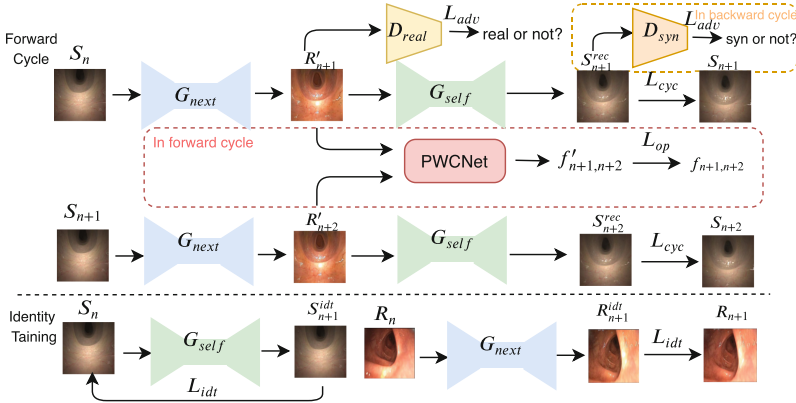 Forward Cycle
S_n
G_next
R'_{n+1}
D_real
L_adv
real or not?
G_self
In backward cycle
S^{rec}_{n+1}
D_syn
L_adv
syn or not?
L_cyc
S_{n+1}
In forward cycle
PWCNet
f'_{n+1,n+2}
L_op
f_{n+1,n+2}
S_{n+1}
G_next
R'_{n+2}
G_self
S^{rec}_{n+2}
L_cyc
S_{n+2}
Identity Taining
S_n
G_self
S^{idt}_{n+1}
L_idt
R_n
G_next
R^{idt}_{n+1}
L_idt
R_{n+1}